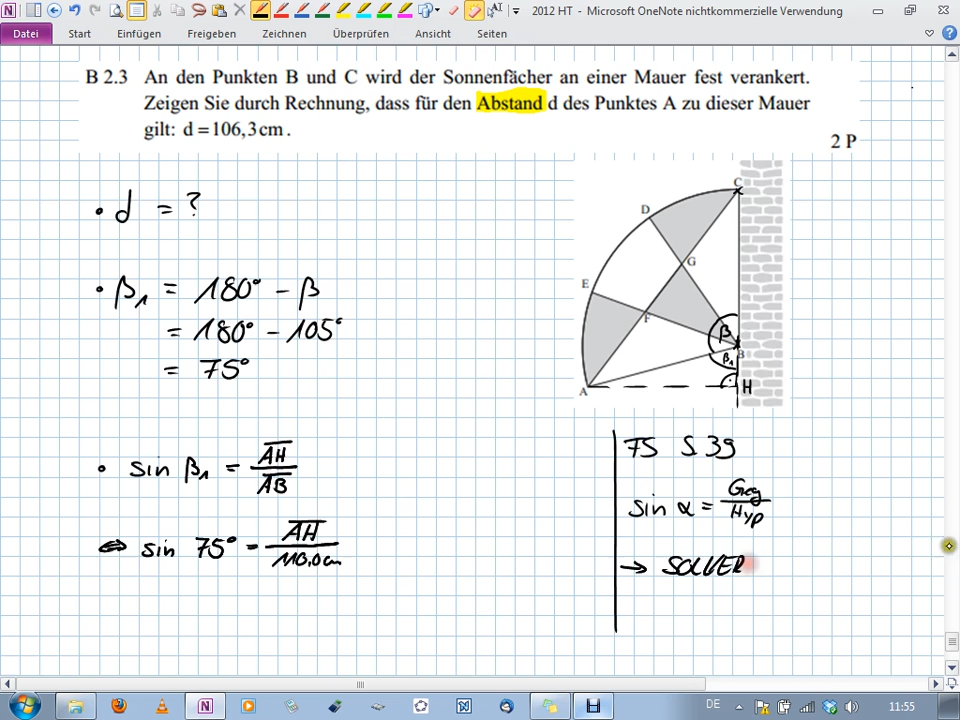 2012 HT - Microsoft OneNote nichtkommerzielle Verwendung
Datei Start Einfügen Freigeben Zeichnen Überprüfen Ansicht Seiten
B 2.3 An den Punkten B und C wird der Sonnenfächer an einer Mauer fest verankert.
Zeigen Sie durch Rechnung, dass für den Abstand d des Punktes A zu dieser Mauer
gilt: d = 106,3 cm .
2 P
• d = ?
• β₁ = 180° - β
= 180° - 105°
= 75°
• sin β₁ = AH / AB
⇔ sin 75° = AH / 110,0 cm
C
D
G
E
F
β
B
β₁
A
H
FS S 39
sin α = Geg / Hyp
→ SOLVER
DE 11:55